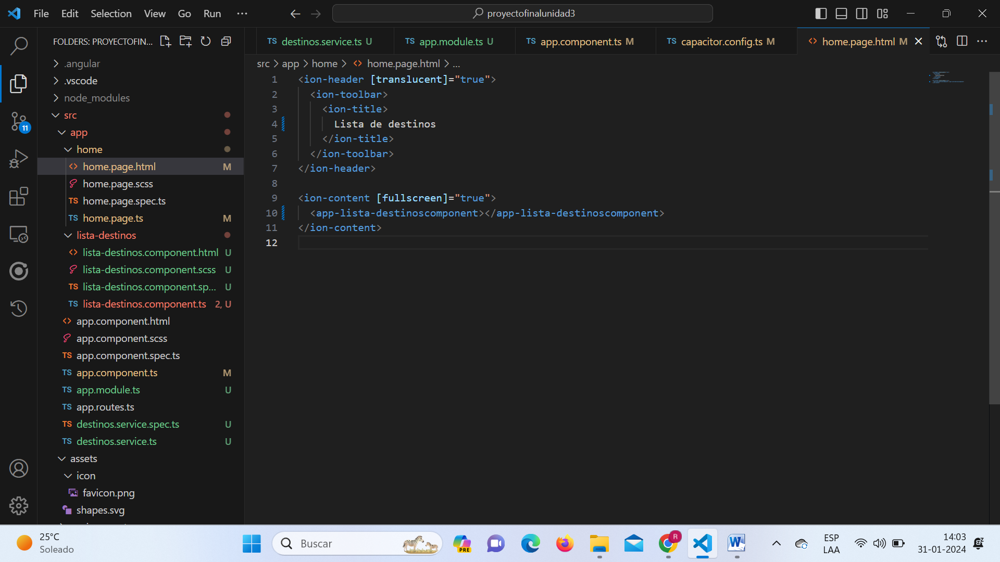 File Edit Selection View Go Run ···
proyectofinalunidad3
FOLDERS: PROYECTOFIN...
TS destinos.service.ts U
TS app.module.ts U
TS app.component.ts M
TS capacitor.config.ts M
<> home.page.html M
src > app > home > <> home.page.html > ...
.angular
.vscode
node_modules
src
app
home
<> home.page.html M
home.page.scss
TS home.page.spec.ts
TS home.page.ts M
lista-destinos
<> lista-destinos.component.html U
lista-destinos.component.scss U
TS lista-destinos.component.sp... U
TS lista-destinos.component.ts 2, U
<> app.component.html
app.component.scss
TS app.component.spec.ts
TS app.component.ts M
TS app.module.ts U
TS app.routes.ts
TS destinos.service.spec.ts U
TS destinos.service.ts U
assets
icon
favicon.png
shapes.svg
11
1 <ion-header [translucent]="true">
2 <ion-toolbar>
3 <ion-title>
4 Lista de destinos
5 </ion-title>
6 </ion-toolbar>
7 </ion-header>
8
9 <ion-content [fullscreen]="true">
10 <app-lista-destinoscomponent></app-lista-destinoscomponent>
11 </ion-content>
12
25°C
Soleado
Buscar
PRE
R
W
ESP
LAA
14:03
31-01-2024